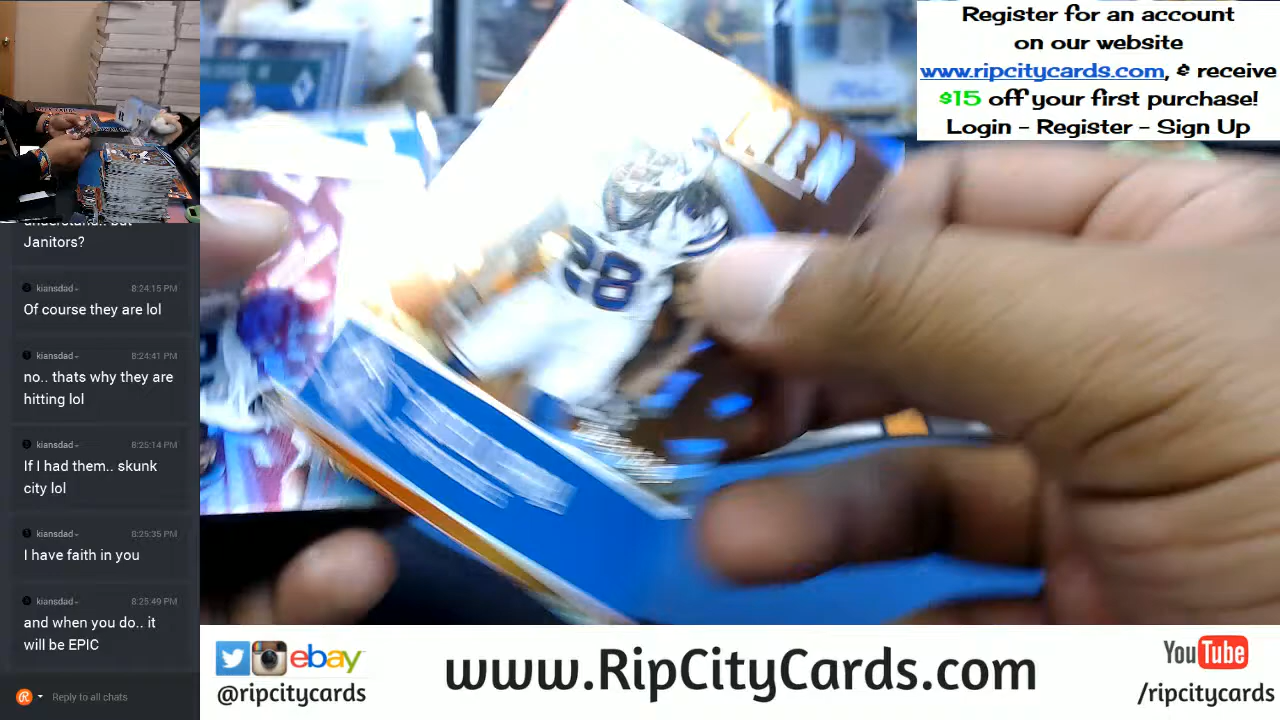 Register for an account
on our website
www.ripcitycards.com, & receive
$15 off your first purchase!
Login - Register - Sign Up
MEN
28
Janitors?
kiansdad 8:24:15 PM
Of course they are lol
kiansdad 8:24:41 PM
no.. thats why they are
hitting lol
kiansdad 8:25:14 PM
If I had them.. skunk
city lol
kiansdad 8:25:35 PM
I have faith in you
kiansdad 8:25:49 PM
and when you do.. it
will be EPIC
Reply to all chats
ebay
@ripcitycards
www.RipCityCards.com
YouTube
/ripcitycards